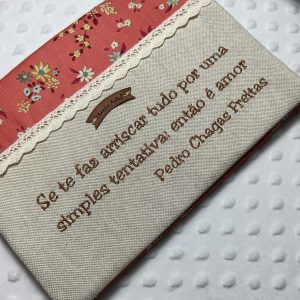 Se te faz arriscar tudo por uma
simples tentativa: então é amor
Pedro Chagas Freitas